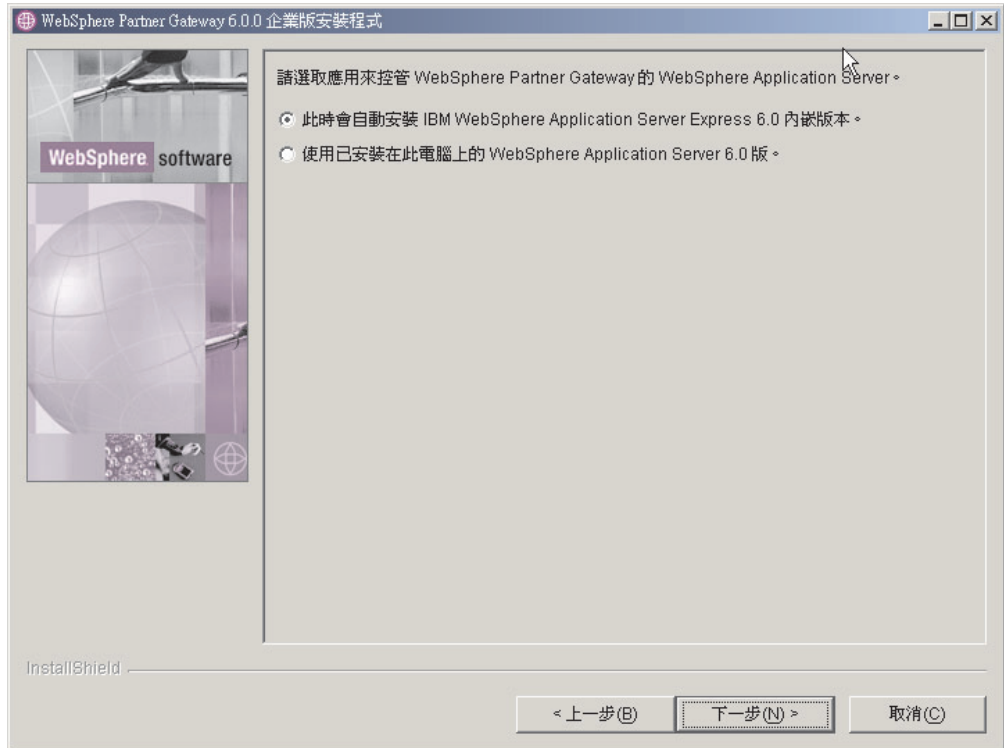 WebSphere Partner Gateway 6.0.0 企業版安裝程式
WebSphere software
請選取應用來控管 WebSphere Partner Gateway 的 WebSphere Application Server。
此時會自動安裝 IBM WebSphere Application Server Express 6.0 內嵌版本。
使用已安裝在此電腦上的 WebSphere Application Server 6.0 版。
InstallShield
< 上一步(B)
下一步(N) >
取消(C)